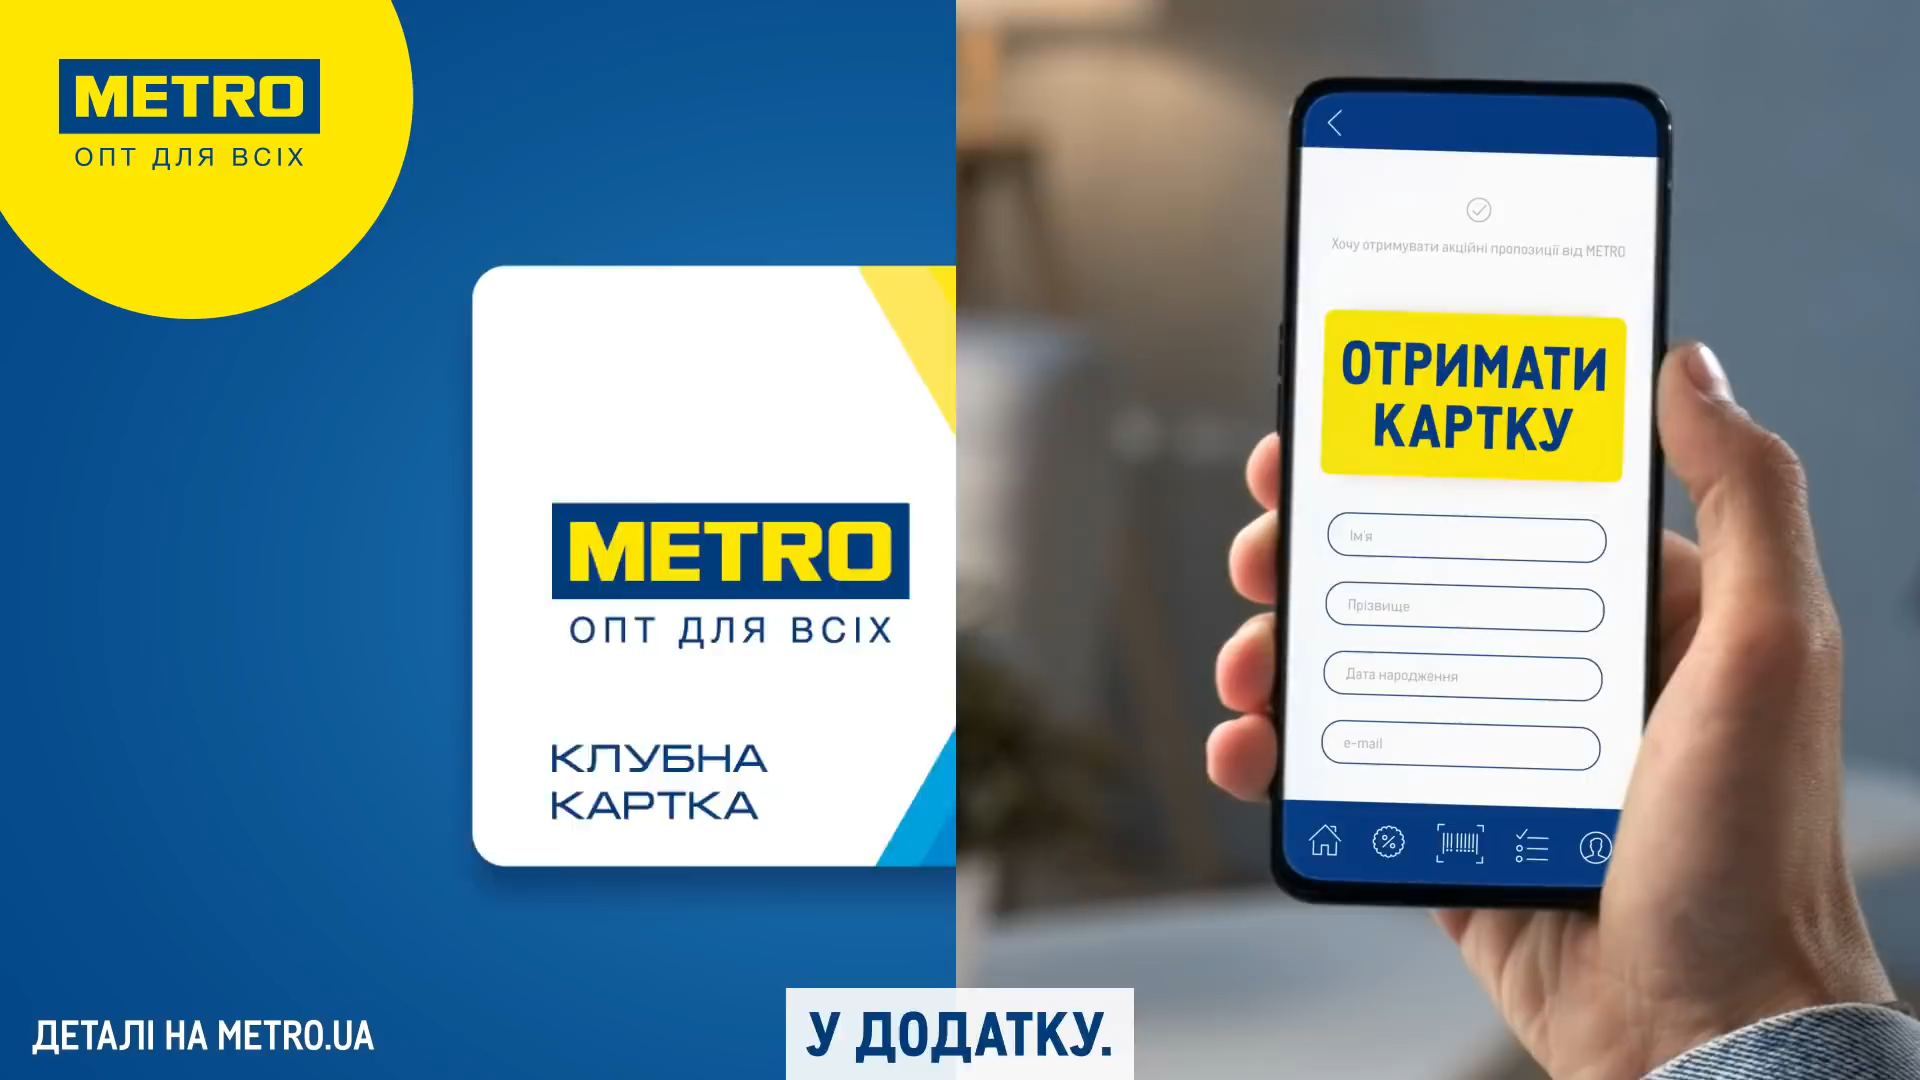 METRO
ОПТ ДЛЯ ВСІХ
METRO
ОПТ ДЛЯ ВСІХ
КЛУБНА
КАРТКА
Хочу отримувати акційні пропозиції від METRO
ОТРИМАТИ
КАРТКУ
Ім'я
Прізвище
Дата народження
e-mail
ДЕТАЛІ НА METRO.UA
У ДОДАТКУ.